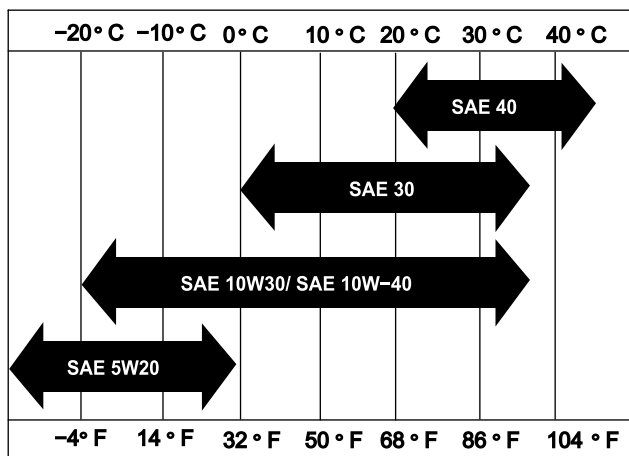 −20° C −10° C 0° C 10° C 20° C 30° C 40° C
SAE 40
SAE 30
SAE 10W30/ SAE 10W−40
SAE 5W20
−4° F 14° F 32° F 50° F 68° F 86° F 104° F